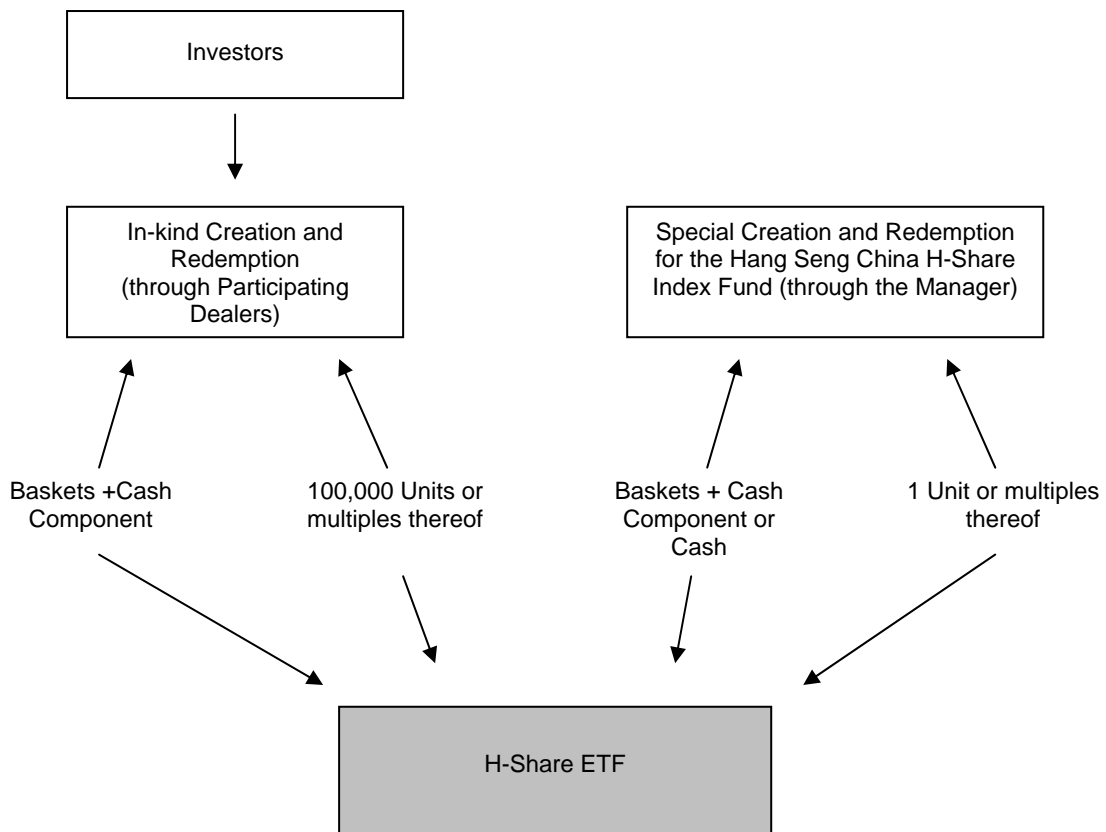 Investors
In-kind Creation and
Redemption
(through Participating
Dealers)
Special Creation and Redemption
for the Hang Seng China H-Share
Index Fund (through the Manager)
Baskets +Cash
Component
100,000 Units or
multiples thereof
Baskets + Cash
Component or
Cash
1 Unit or multiples
thereof
H-Share ETF